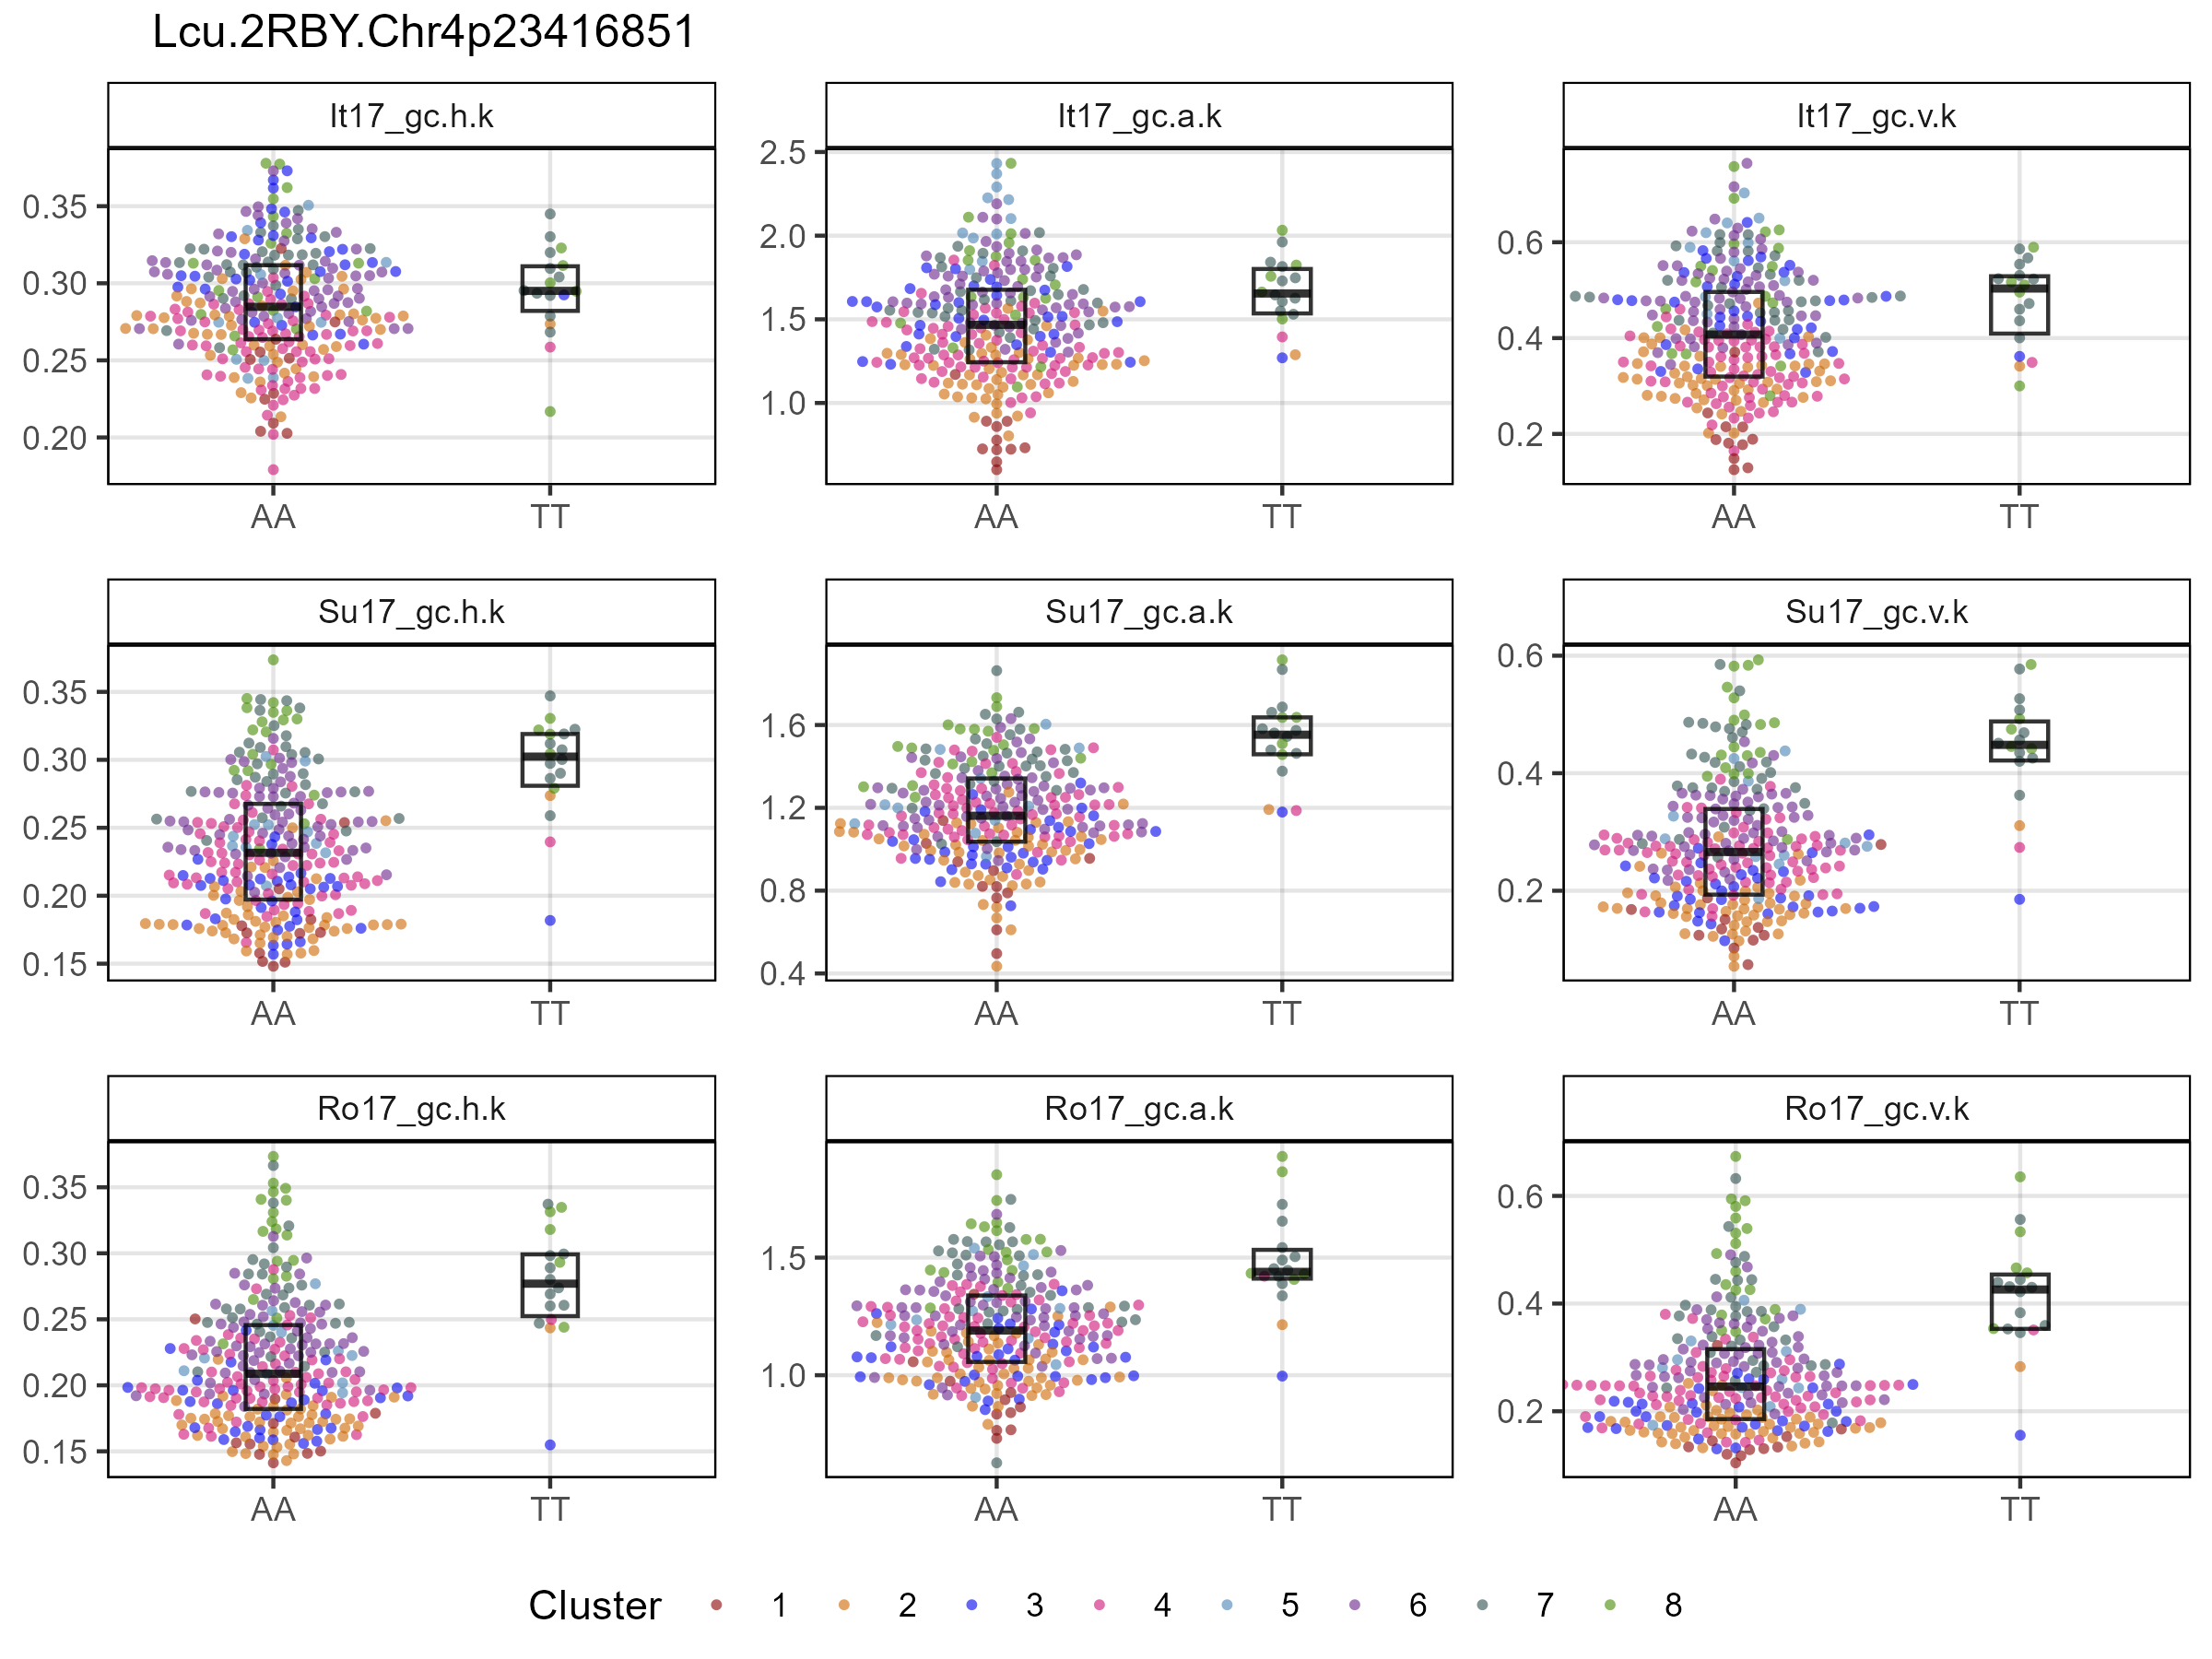 Lcu.2RBY.Chr4p23416851
It17_gc.h.k
0.35
0.30
0.25
0.20
AA TT
It17_gc.a.k
2.5
2.0
1.5
1.0
AA TT
It17_gc.v.k
0.6
0.4
0.2
AA TT
Su17_gc.h.k
0.35
0.30
0.25
0.20
0.15
AA TT
Su17_gc.a.k
1.6
1.2
0.8
0.4
AA TT
Su17_gc.v.k
0.6
0.4
0.2
AA TT
Ro17_gc.h.k
0.35
0.30
0.25
0.20
0.15
AA TT
Ro17_gc.a.k
1.5
1.0
AA TT
Ro17_gc.v.k
0.6
0.4
0.2
AA TT
Cluster 1 2 3 4 5 6 7 8